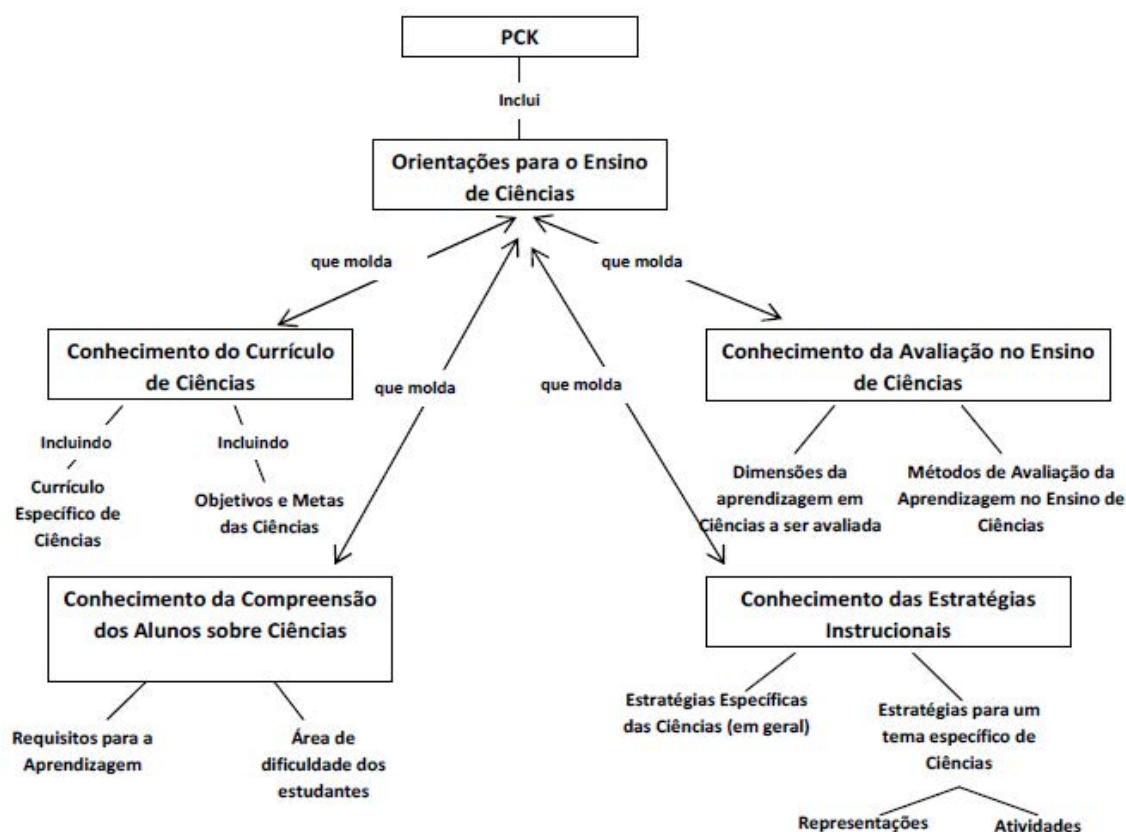 PCK
Inclui
Orientações para o Ensino
de Ciências
que molda
que molda
Conhecimento do Currículo
de Ciências
Conhecimento da Avaliação no Ensino
de Ciências
que molda
que molda
Incluindo
Incluindo
Currículo
Específico de
Ciências
Objetivos e Metas
das Ciências
Dimensões da
aprendizagem em
Ciências a ser avaliada
Métodos de Avaliação da
Aprendizagem no Ensino de
Ciências
Conhecimento da Compreensão
dos Alunos sobre Ciências
Conhecimento das Estratégias
Instrucionais
Requisitos para a
Aprendizagem
Área de
dificuldade dos
estudantes
Estratégias Específicas
das Ciências (em geral)
Estratégias para um
tema específico de
Ciências
Representações
Atividades